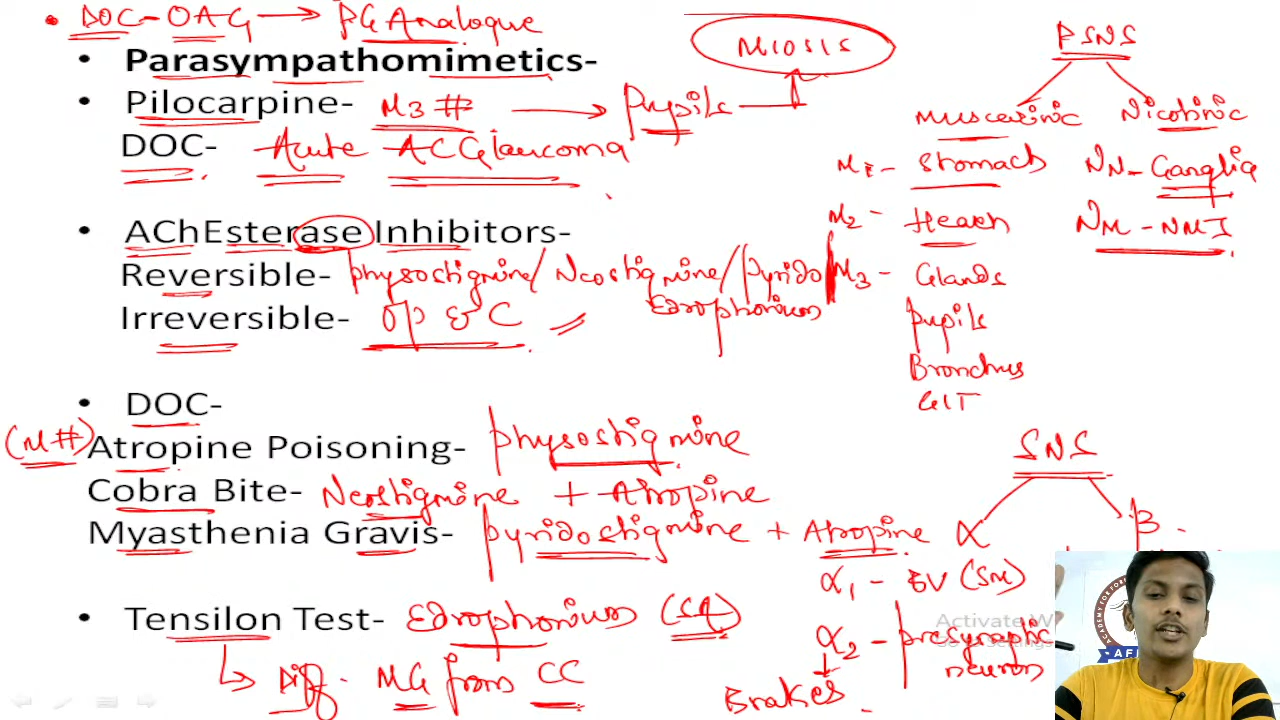 • DOC - OAG → PG Analogue
• Parasympathomimetics-
• Pilocarpine- M3 # → Pupils → MIOSIS
DOC- Acute ACGlaucoma
• AChEsterase Inhibitors-
Reversible- physostigmine/ Neostigmine/ Pyrido
Edrophonium
Irreversible- OP & C
• DOC-
(M#) Atropine Poisoning- physostigmine
Cobra Bite- Neostigmine + Atropine
Myasthenia Gravis- pyridostigmine + Atropine
• Tensilon Test- Edrophonium (SA)
↳ Diff. MG from CC
PSNS
Muscarinic Nicotinic
M1 - Stomach NN - Ganglia
M2 - Heart NM - NMJ
M3 - Glands
Pupils
Bronchus
GIT
SNS
α β
α1 - BV (SM)
α2 - presynaptic
neuron
Brakes
Activate W